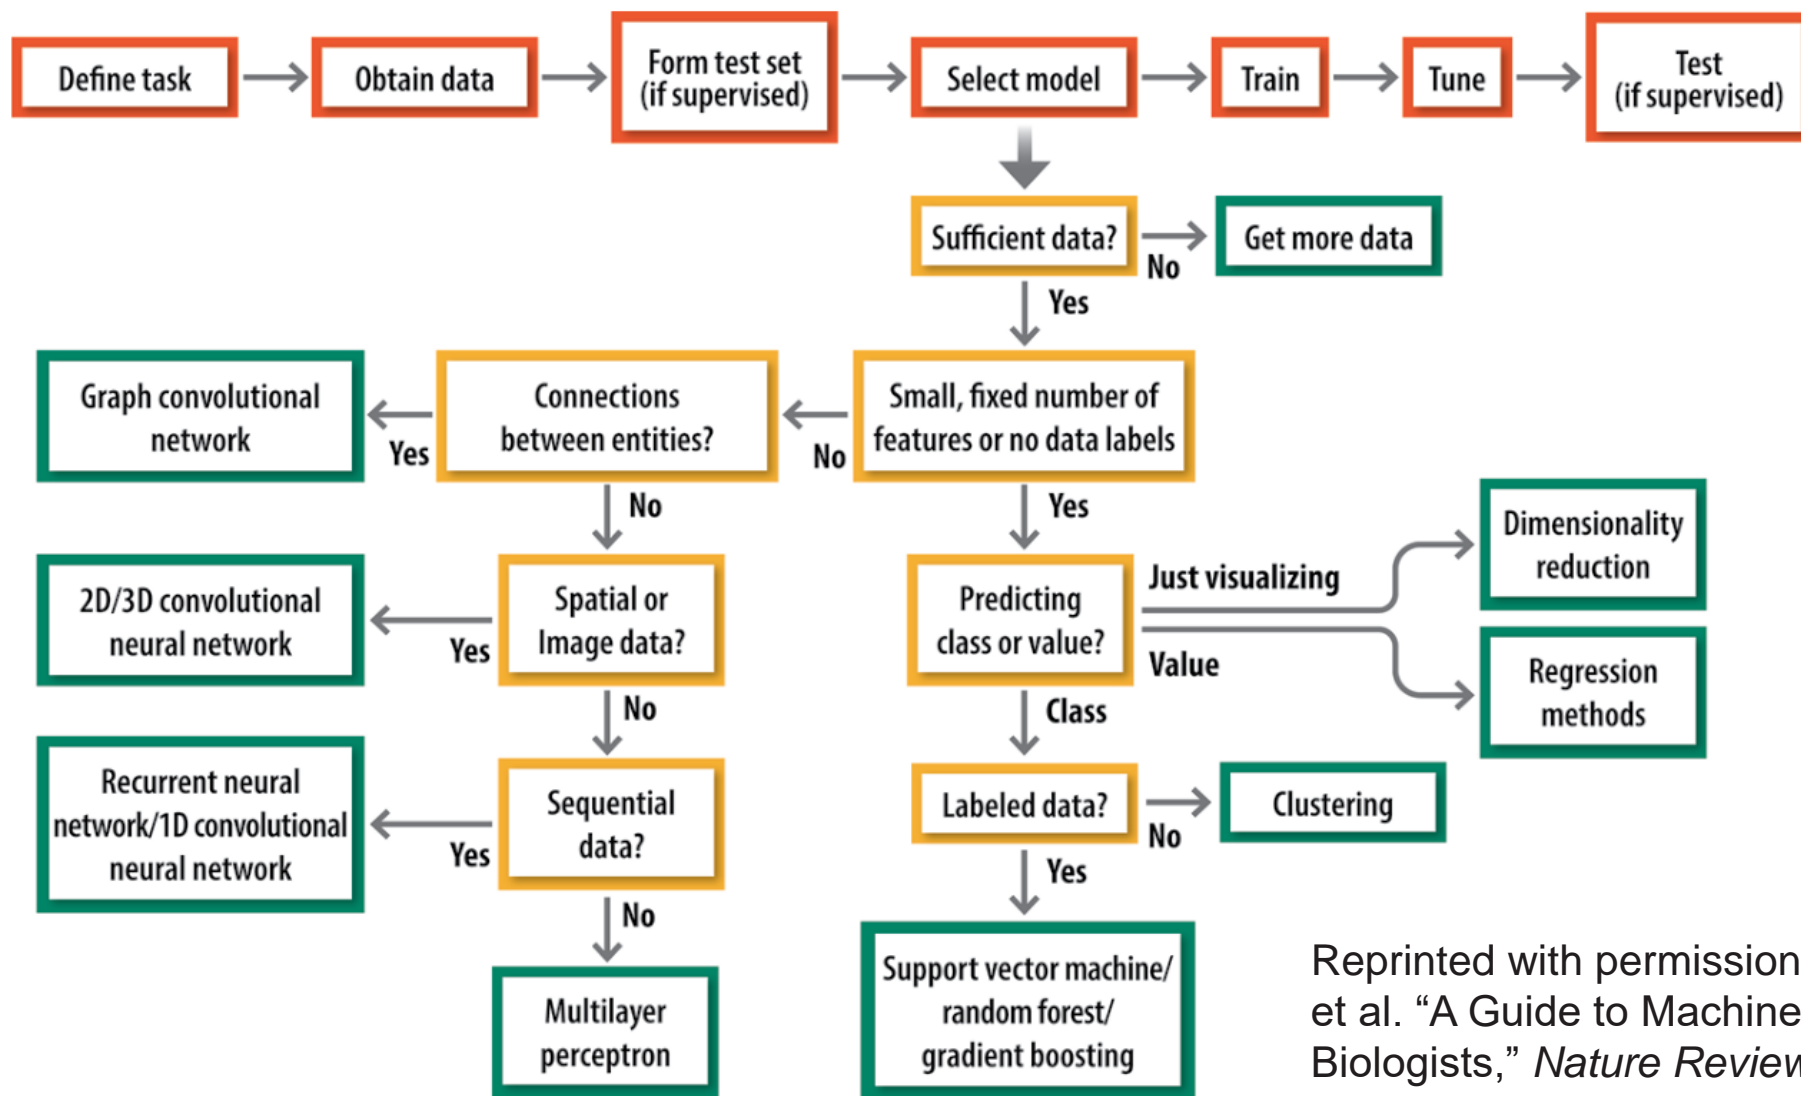 Define task
Obtain data
Form test set
(if supervised)
Select model
Train
Tune
Test
(if supervised)
Sufficient data?
No
Get more data
Yes
Graph convolutional
network
Yes
Connections
between entities?
No
Small, fixed number of
features or no data labels
No
Yes
2D/3D convolutional
neural network
Yes
Spatial or
Image data?
Predicting
class or value?
Just visualizing
Value
Dimensionality
reduction
Regression
methods
No
Class
Recurrent neural
network/1D convolutional
neural network
Yes
Sequential
data?
Labeled data?
No
Clustering
Yes
No
Multilayer
perceptron
Support vector machine/
random forest/
gradient boosting
Reprinted with permission
et al. “A Guide to Machine
Biologists,” Nature Review